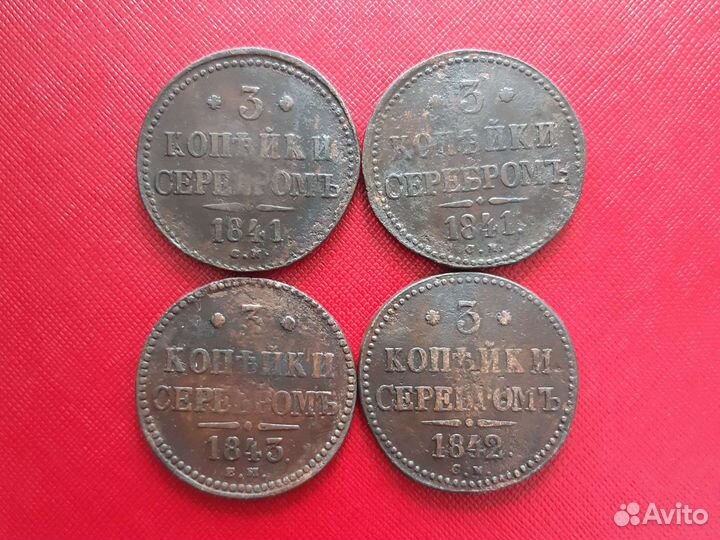 * 3 *
КОПѢЙКИ
СЕРЕБРОМЪ
1841.
С.М.
* 3 *
КОПѢЙКИ
СЕРЕБРОМЪ
1841.
С.М.
* 3 *
КОПѢЙКИ
СЕРЕБРОМЪ
1843.
Е.М.
* 3 *
КОПѢЙКИ
СЕРЕБРОМЪ
1842.
С.М.
Avito